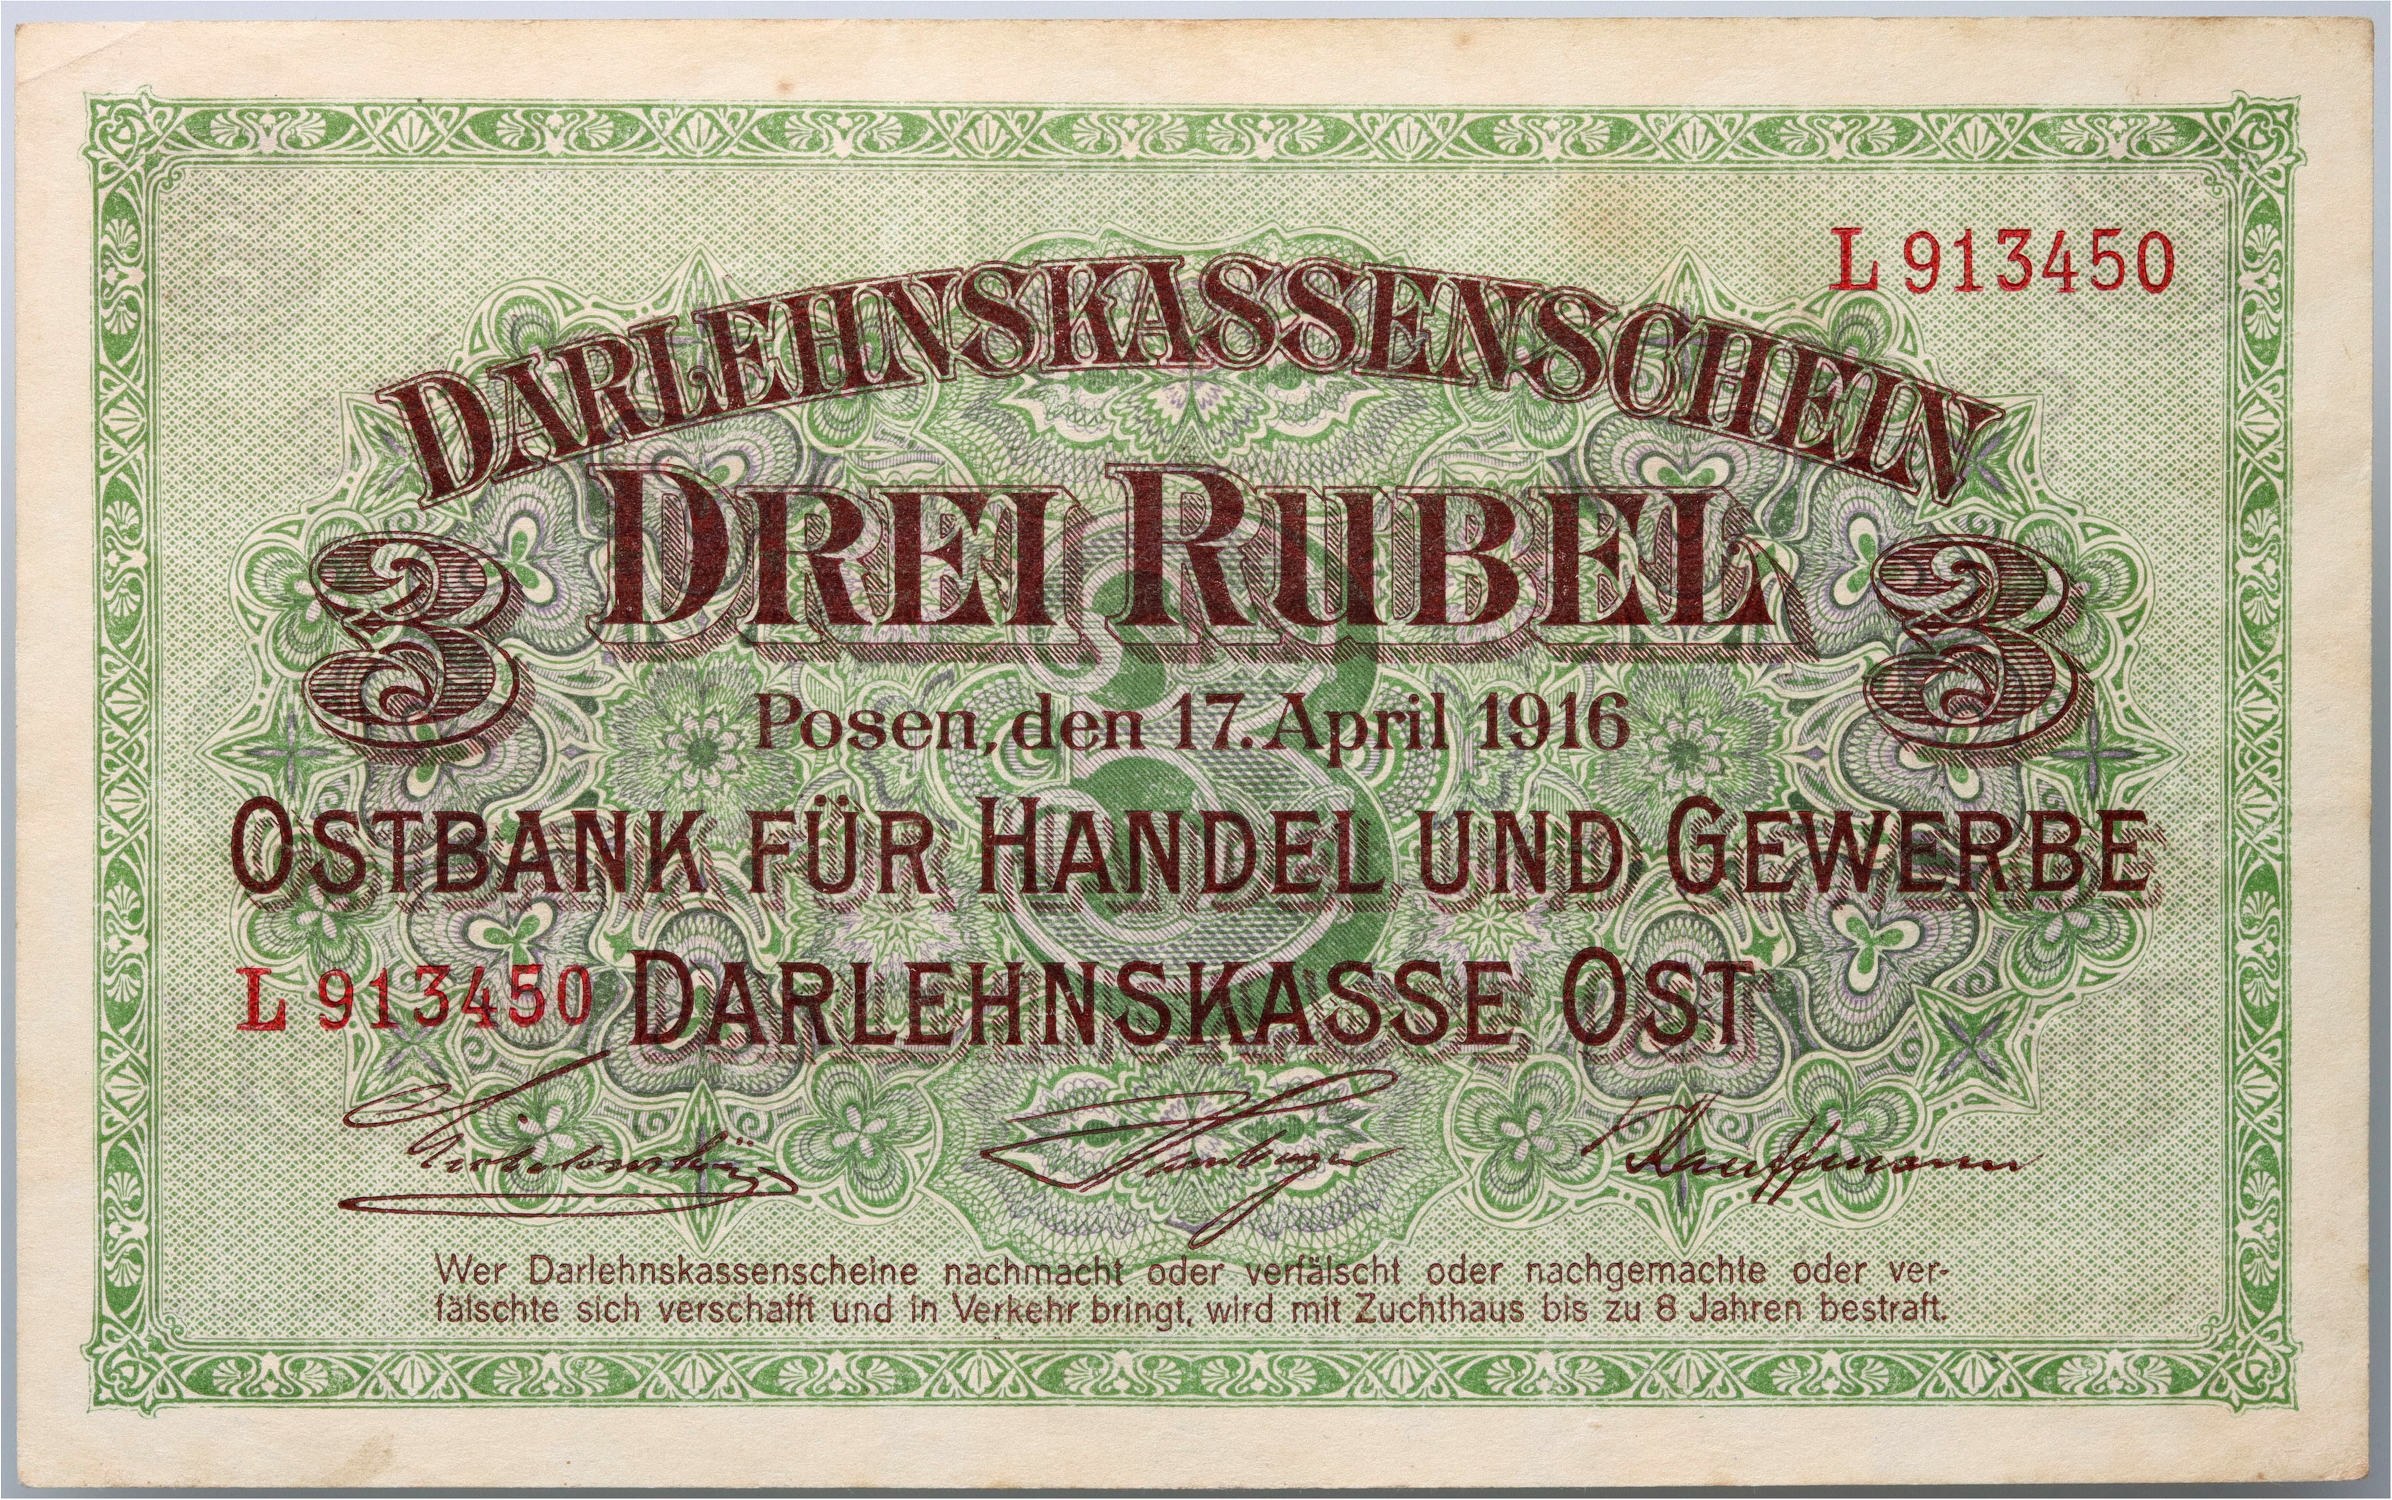 L 913450
DARLEHNSKASSENSCHEIN
3 DREI RUBEL 3
Posen, den 17. April 1916
OSTBANK FÜR HANDEL UND GEWERBE
L 913450 DARLEHNSKASSE OST
Hamburger Kauffmann
Wer Darlehnskassenscheine nachmacht oder verfälscht oder nachgemachte oder ver-
fälschte sich verschafft und in Verkehr bringt, wird mit Zuchthaus bis zu 8 Jahren bestraft.